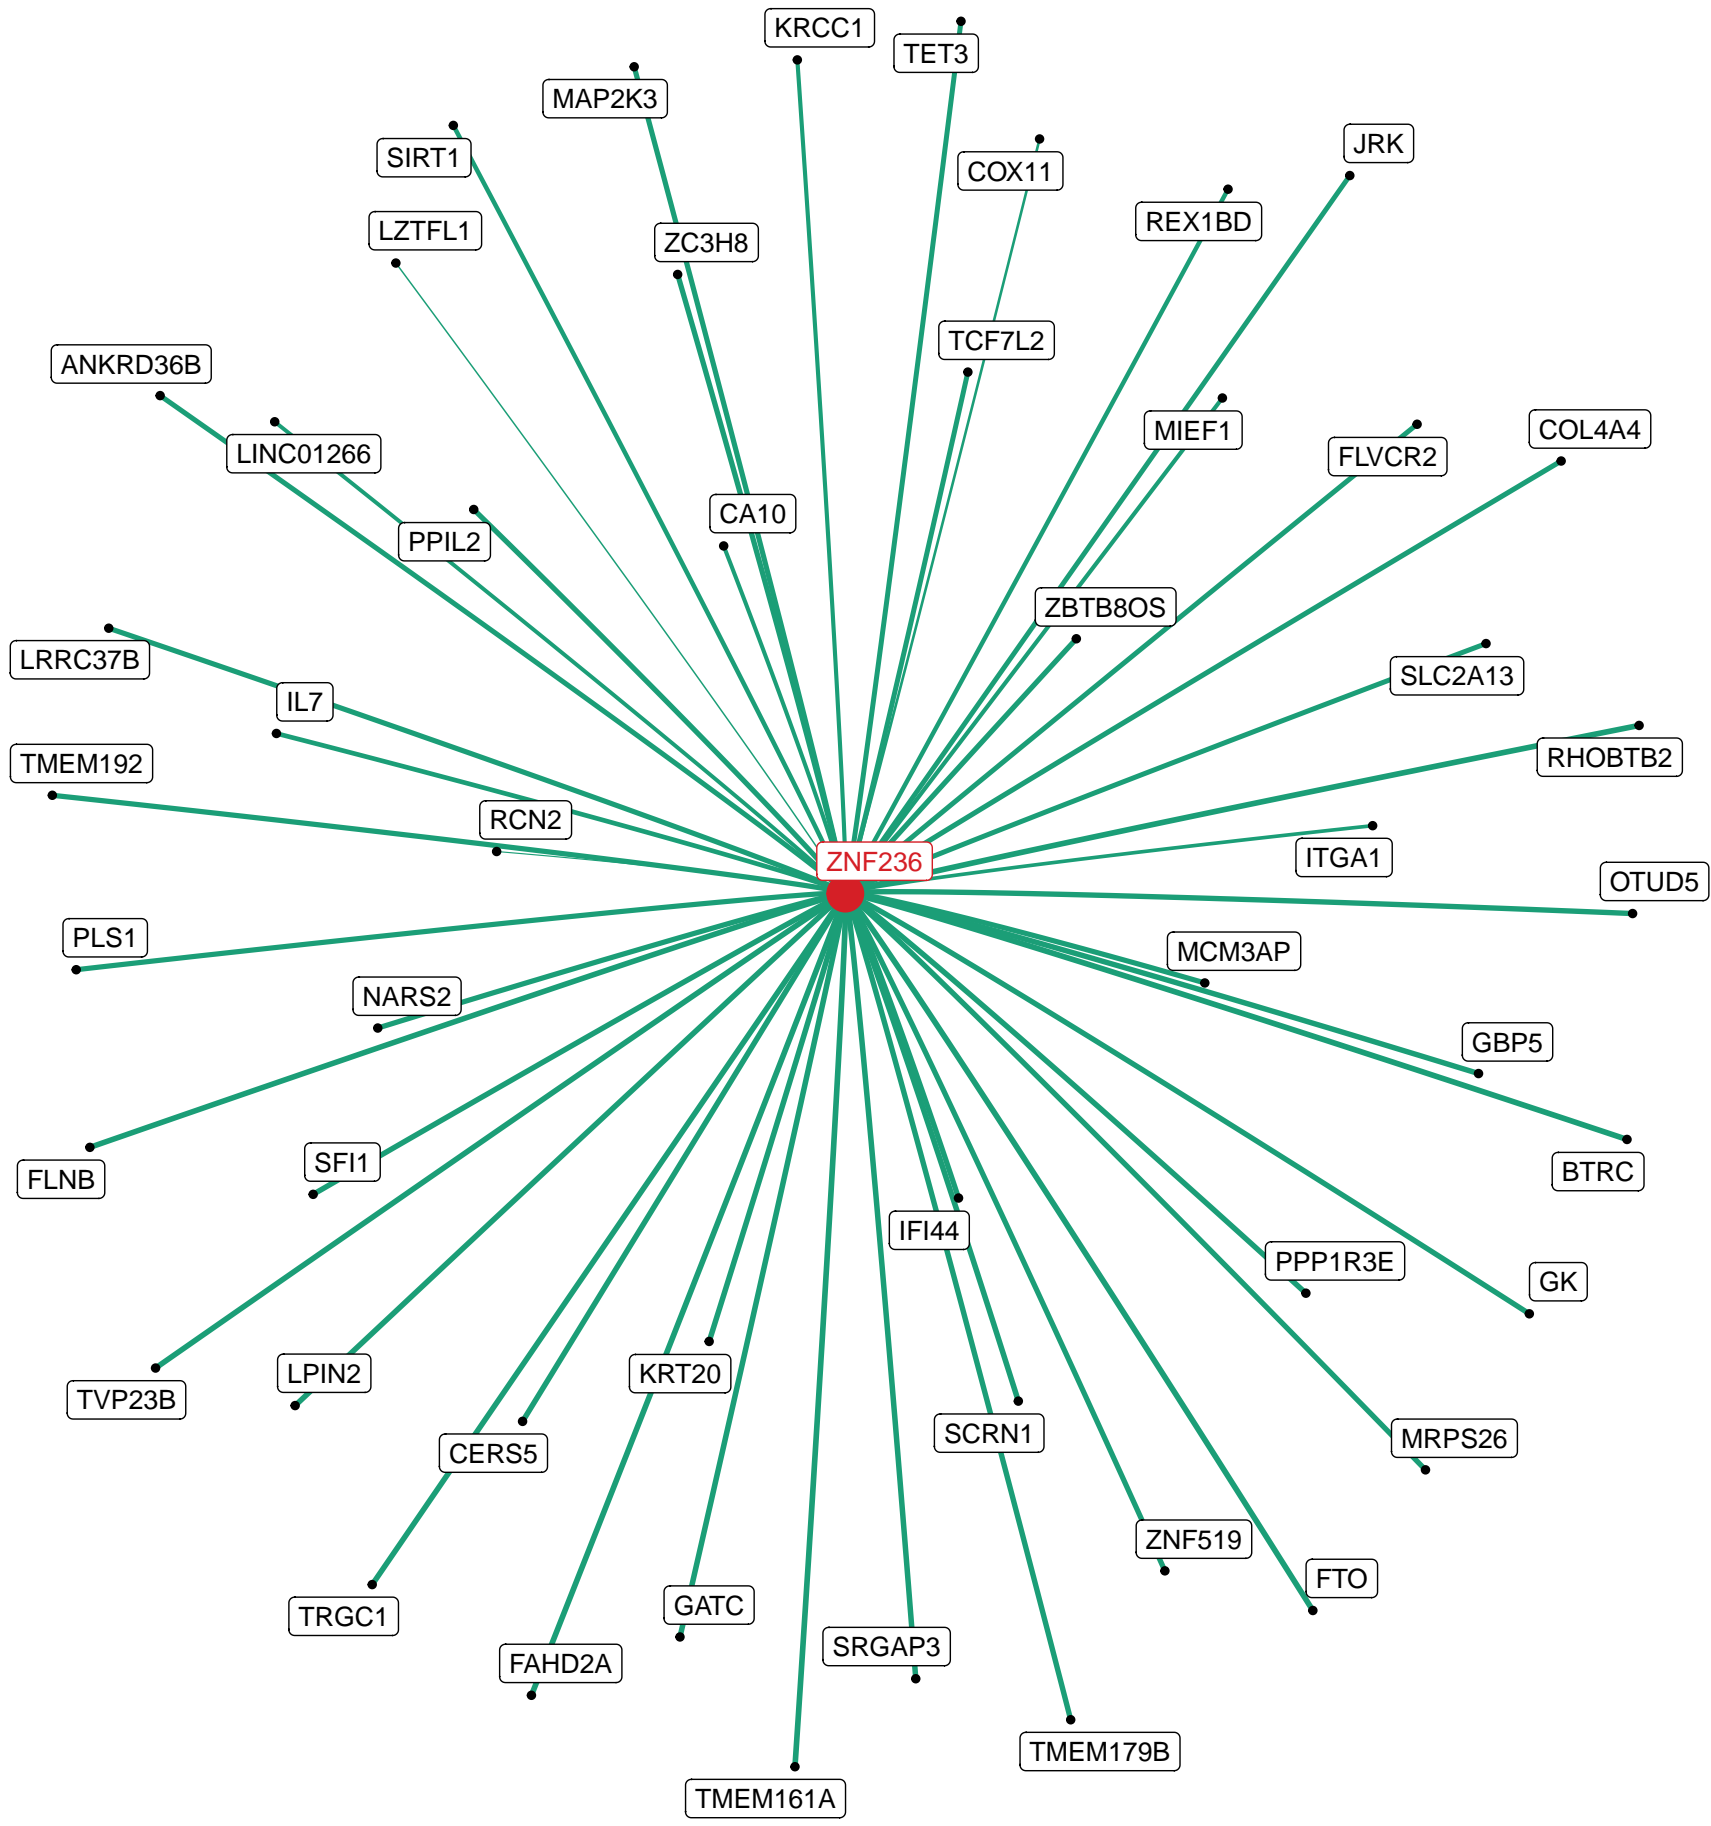 KRCC1
TET3
MAP2K3
JRK
SIRT1
COX11
REX1BD
LZTFL1
ZC3H8
TCF7L2
ANKRD36B
MIEF1
COL4A4
LINC01266
FLVCR2
CA10
PPIL2
ZBTB8OS
LRRC37B
SLC2A13
IL7
RHOBTB2
TMEM192
RCN2
ITGA1
ZNF236
OTUD5
PLS1
MCM3AP
NARS2
GBP5
SFI1
BTRC
FLNB
IFI44
PPP1R3E
GK
LPIN2
KRT20
TVP23B
SCRN1
MRPS26
CERS5
ZNF519
FTO
GATC
TRGC1
SRGAP3
FAHD2A
TMEM179B
TMEM161A